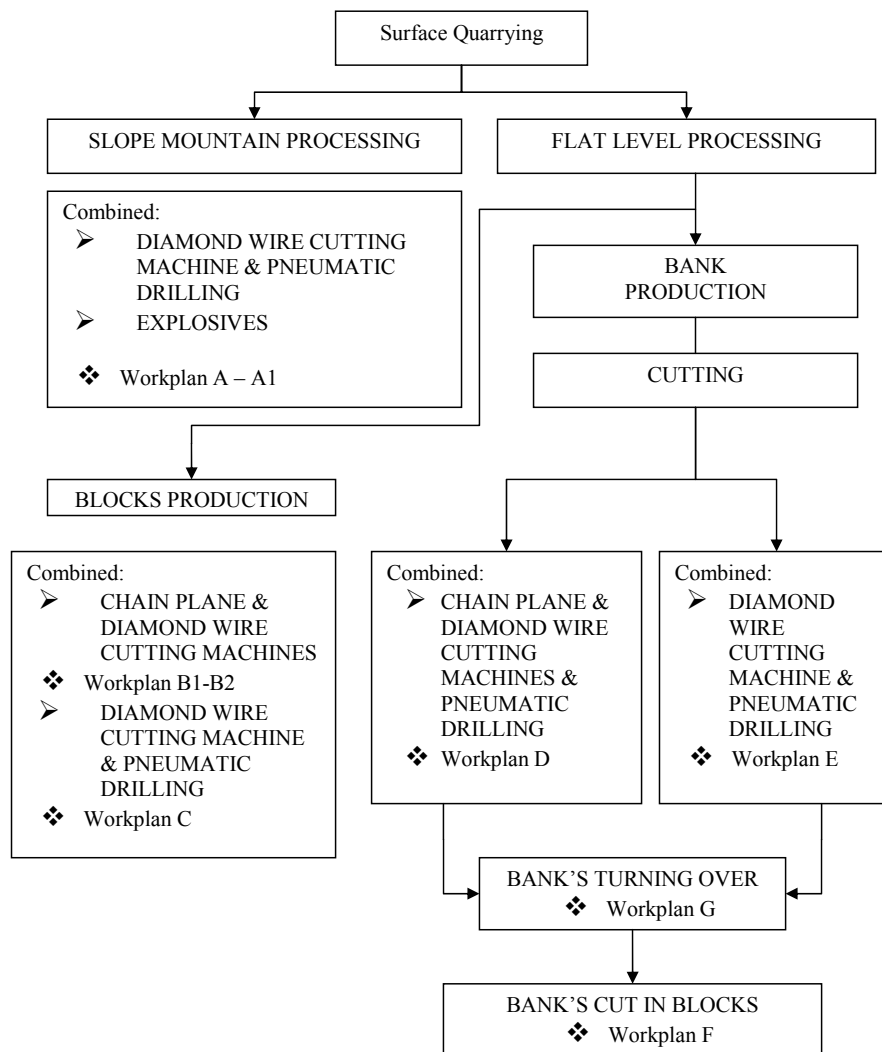 Surface Quarrying
SLOPE MOUNTAIN PROCESSING
FLAT LEVEL PROCESSING
Combined:
➢ DIAMOND WIRE CUTTING
MACHINE & PNEUMATIC
DRILLING
➢ EXPLOSIVES
❖ Workplan A – A1
BANK
PRODUCTION
CUTTING
BLOCKS PRODUCTION
Combined:
➢ CHAIN PLANE &
DIAMOND WIRE
CUTTING MACHINES
❖ Workplan B1-B2
➢ DIAMOND WIRE
CUTTING MACHINE
& PNEUMATIC
DRILLING
❖ Workplan C
Combined:
➢ CHAIN PLANE &
DIAMOND WIRE
CUTTING
MACHINES &
PNEUMATIC
DRILLING
❖ Workplan D
Combined:
➢ DIAMOND
WIRE
CUTTING
MACHINE &
PNEUMATIC
DRILLING
❖ Workplan E
BANK’S TURNING OVER
❖ Workplan G
BANK’S CUT IN BLOCKS
❖ Workplan F